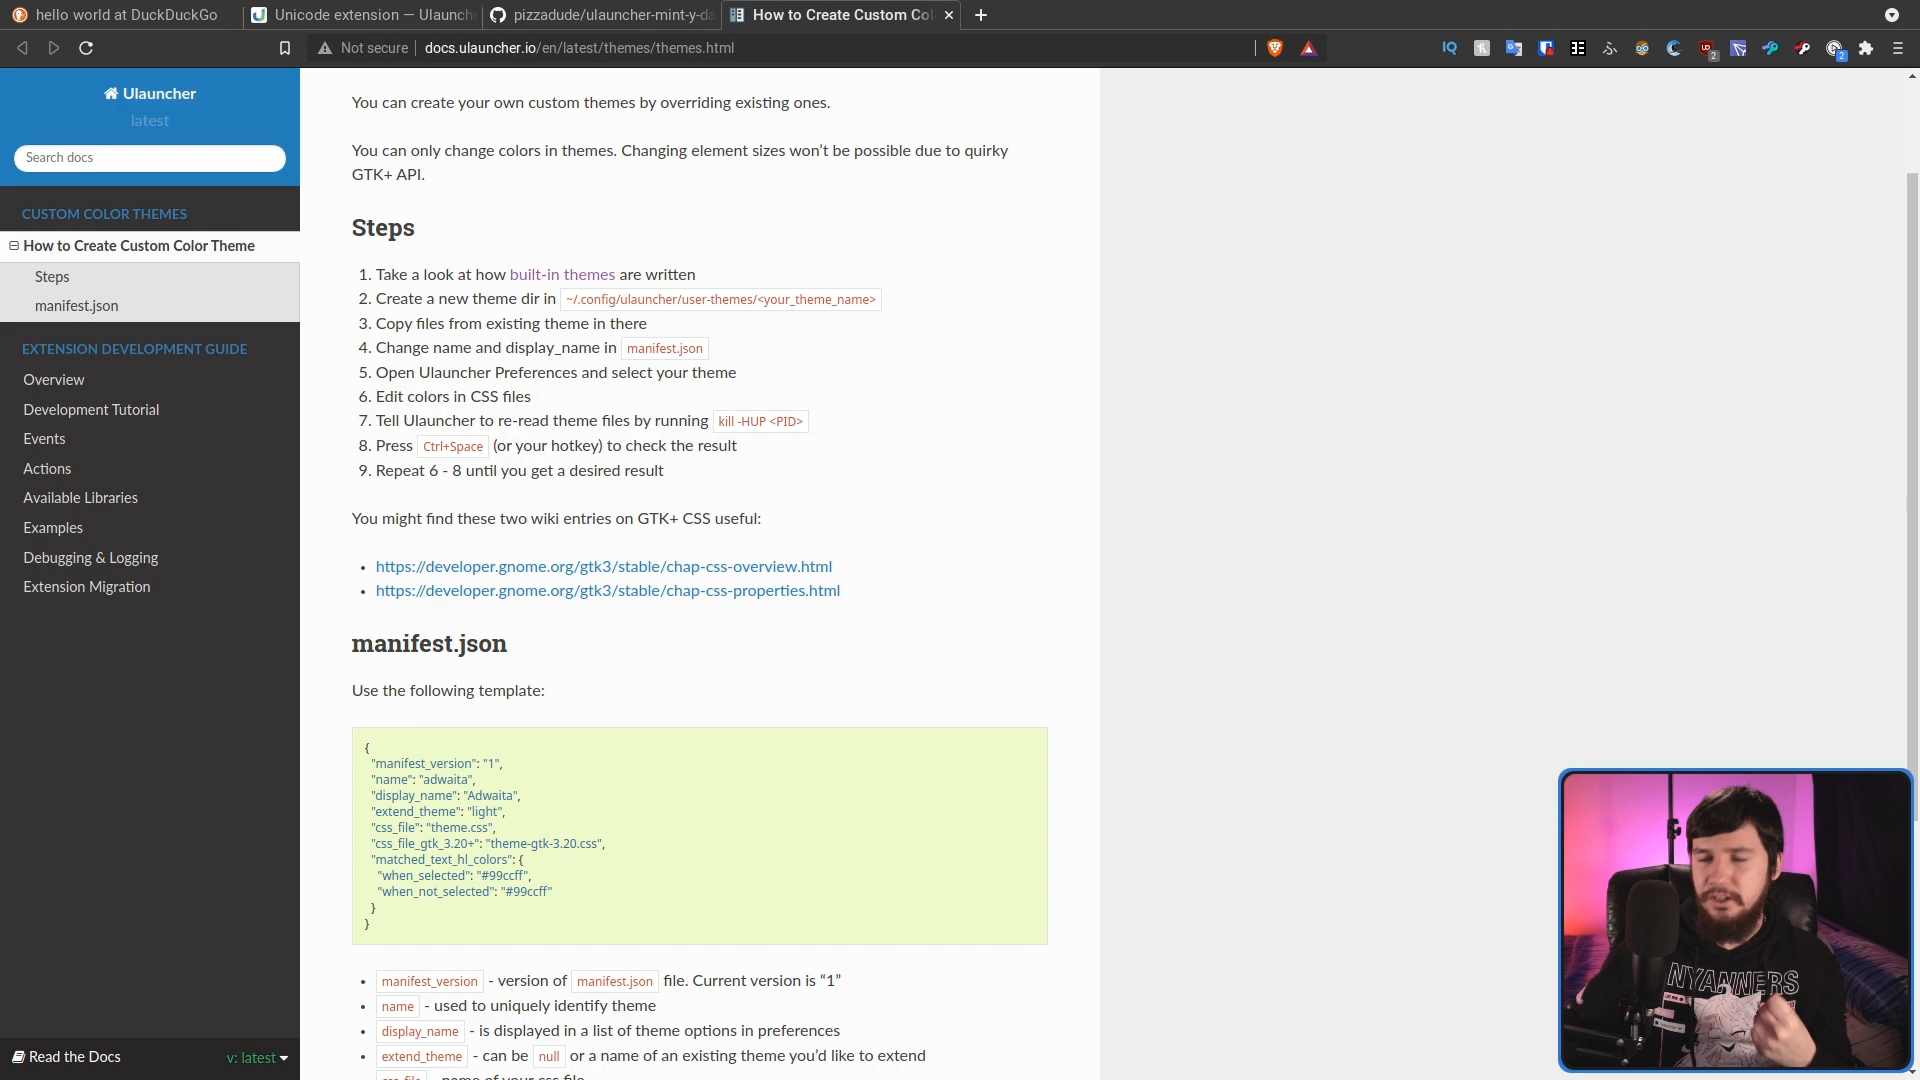 hello world at DuckDuckGo
Unicode extension — Ulaunch
pizzadude/ulauncher-mint-y-da
How to Create Custom Co
Not secure
docs.ulauncher.io/en/latest/themes/themes.html
IQ
2
2
Ulauncher
latest
Search docs
CUSTOM COLOR THEMES
How to Create Custom Color Theme
Steps
manifest.json
EXTENSION DEVELOPMENT GUIDE
Overview
Development Tutorial
Events
Actions
Available Libraries
Examples
Debugging & Logging
Extension Migration
Read the Docs
v: latest
You can create your own custom themes by overriding existing ones.
You can only change colors in themes. Changing element sizes won’t be possible due to quirky
GTK+ API.
Steps
1. Take a look at how built-in themes are written
2. Create a new theme dir in ~/.config/ulauncher/user-themes/<your_theme_name>
3. Copy files from existing theme in there
4. Change name and display_name in manifest.json
5. Open Ulauncher Preferences and select your theme
6. Edit colors in CSS files
7. Tell Ulauncher to re-read theme files by running kill -HUP <PID>
8. Press Ctrl+Space (or your hotkey) to check the result
9. Repeat 6 - 8 until you get a desired result
You might find these two wiki entries on GTK+ CSS useful:
• https://developer.gnome.org/gtk3/stable/chap-css-overview.html
• https://developer.gnome.org/gtk3/stable/chap-css-properties.html
manifest.json
Use the following template:
{
"manifest_version": "1",
"name": "adwaita",
"display_name": "Adwaita",
"extend_theme": "light",
"css_file": "theme.css",
"css_file_gtk_3.20+": "theme-gtk-3.20.css",
"matched_text_hl_colors": {
"when_selected": "#99ccff",
"when_not_selected": "#99ccff"
}
}
• manifest_version - version of manifest.json file. Current version is “1”
• name - used to uniquely identify theme
• display_name - is displayed in a list of theme options in preferences
• extend_theme - can be null or a name of an existing theme you’d like to extend
css_file - name of your css file
NYANNERS